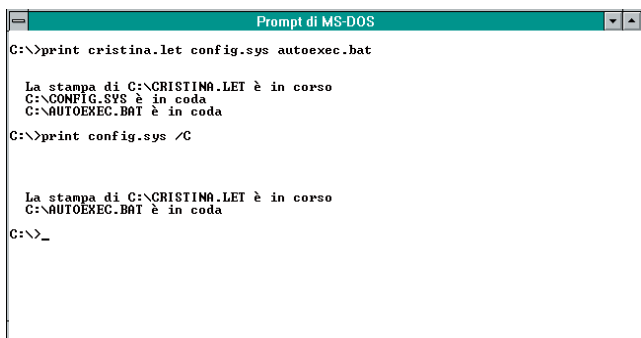 Prompt di MS-DOS
C:\>print cristina.let config.sys autoexec.bat
La stampa di C:\CRISTINA.LET è in corso
C:\CONFIG.SYS è in coda
C:\AUTOEXEC.BAT è in coda
C:\>print config.sys /C
La stampa di C:\CRISTINA.LET è in corso
C:\AUTOEXEC.BAT è in coda
C:\>_